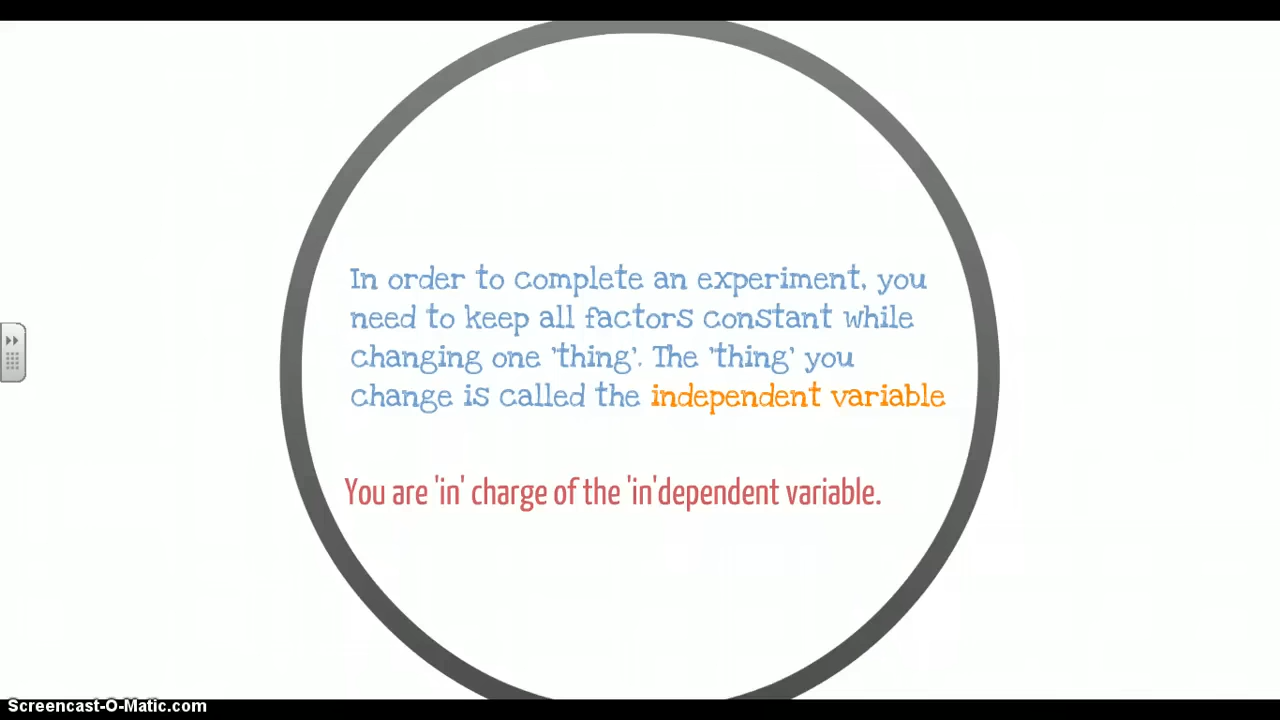 In order to complete an experiment, you
need to keep all factors constant while
changing one 'thing'. The 'thing' you
change is called the independent variable
You are 'in' charge of the 'in'dependent variable.
Screencast-O-Matic.com